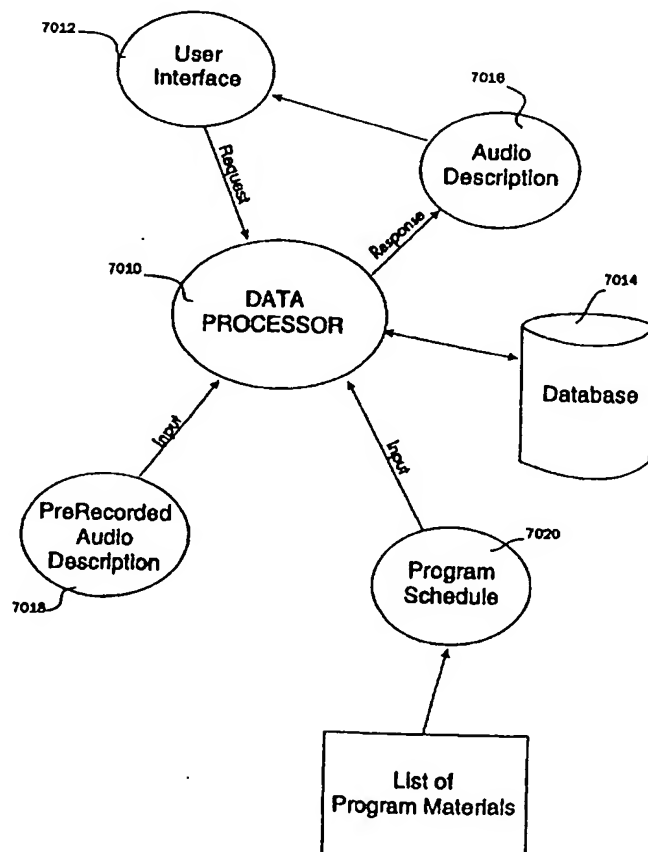 7012
User
Interface
7016
Audio
Description
Request
Response
7010
DATA
PROCESSOR
7014
Database
Input
Input
PreRecorded
Audio
Description
7018
7020
Program
Schedule
List of
Program Materials